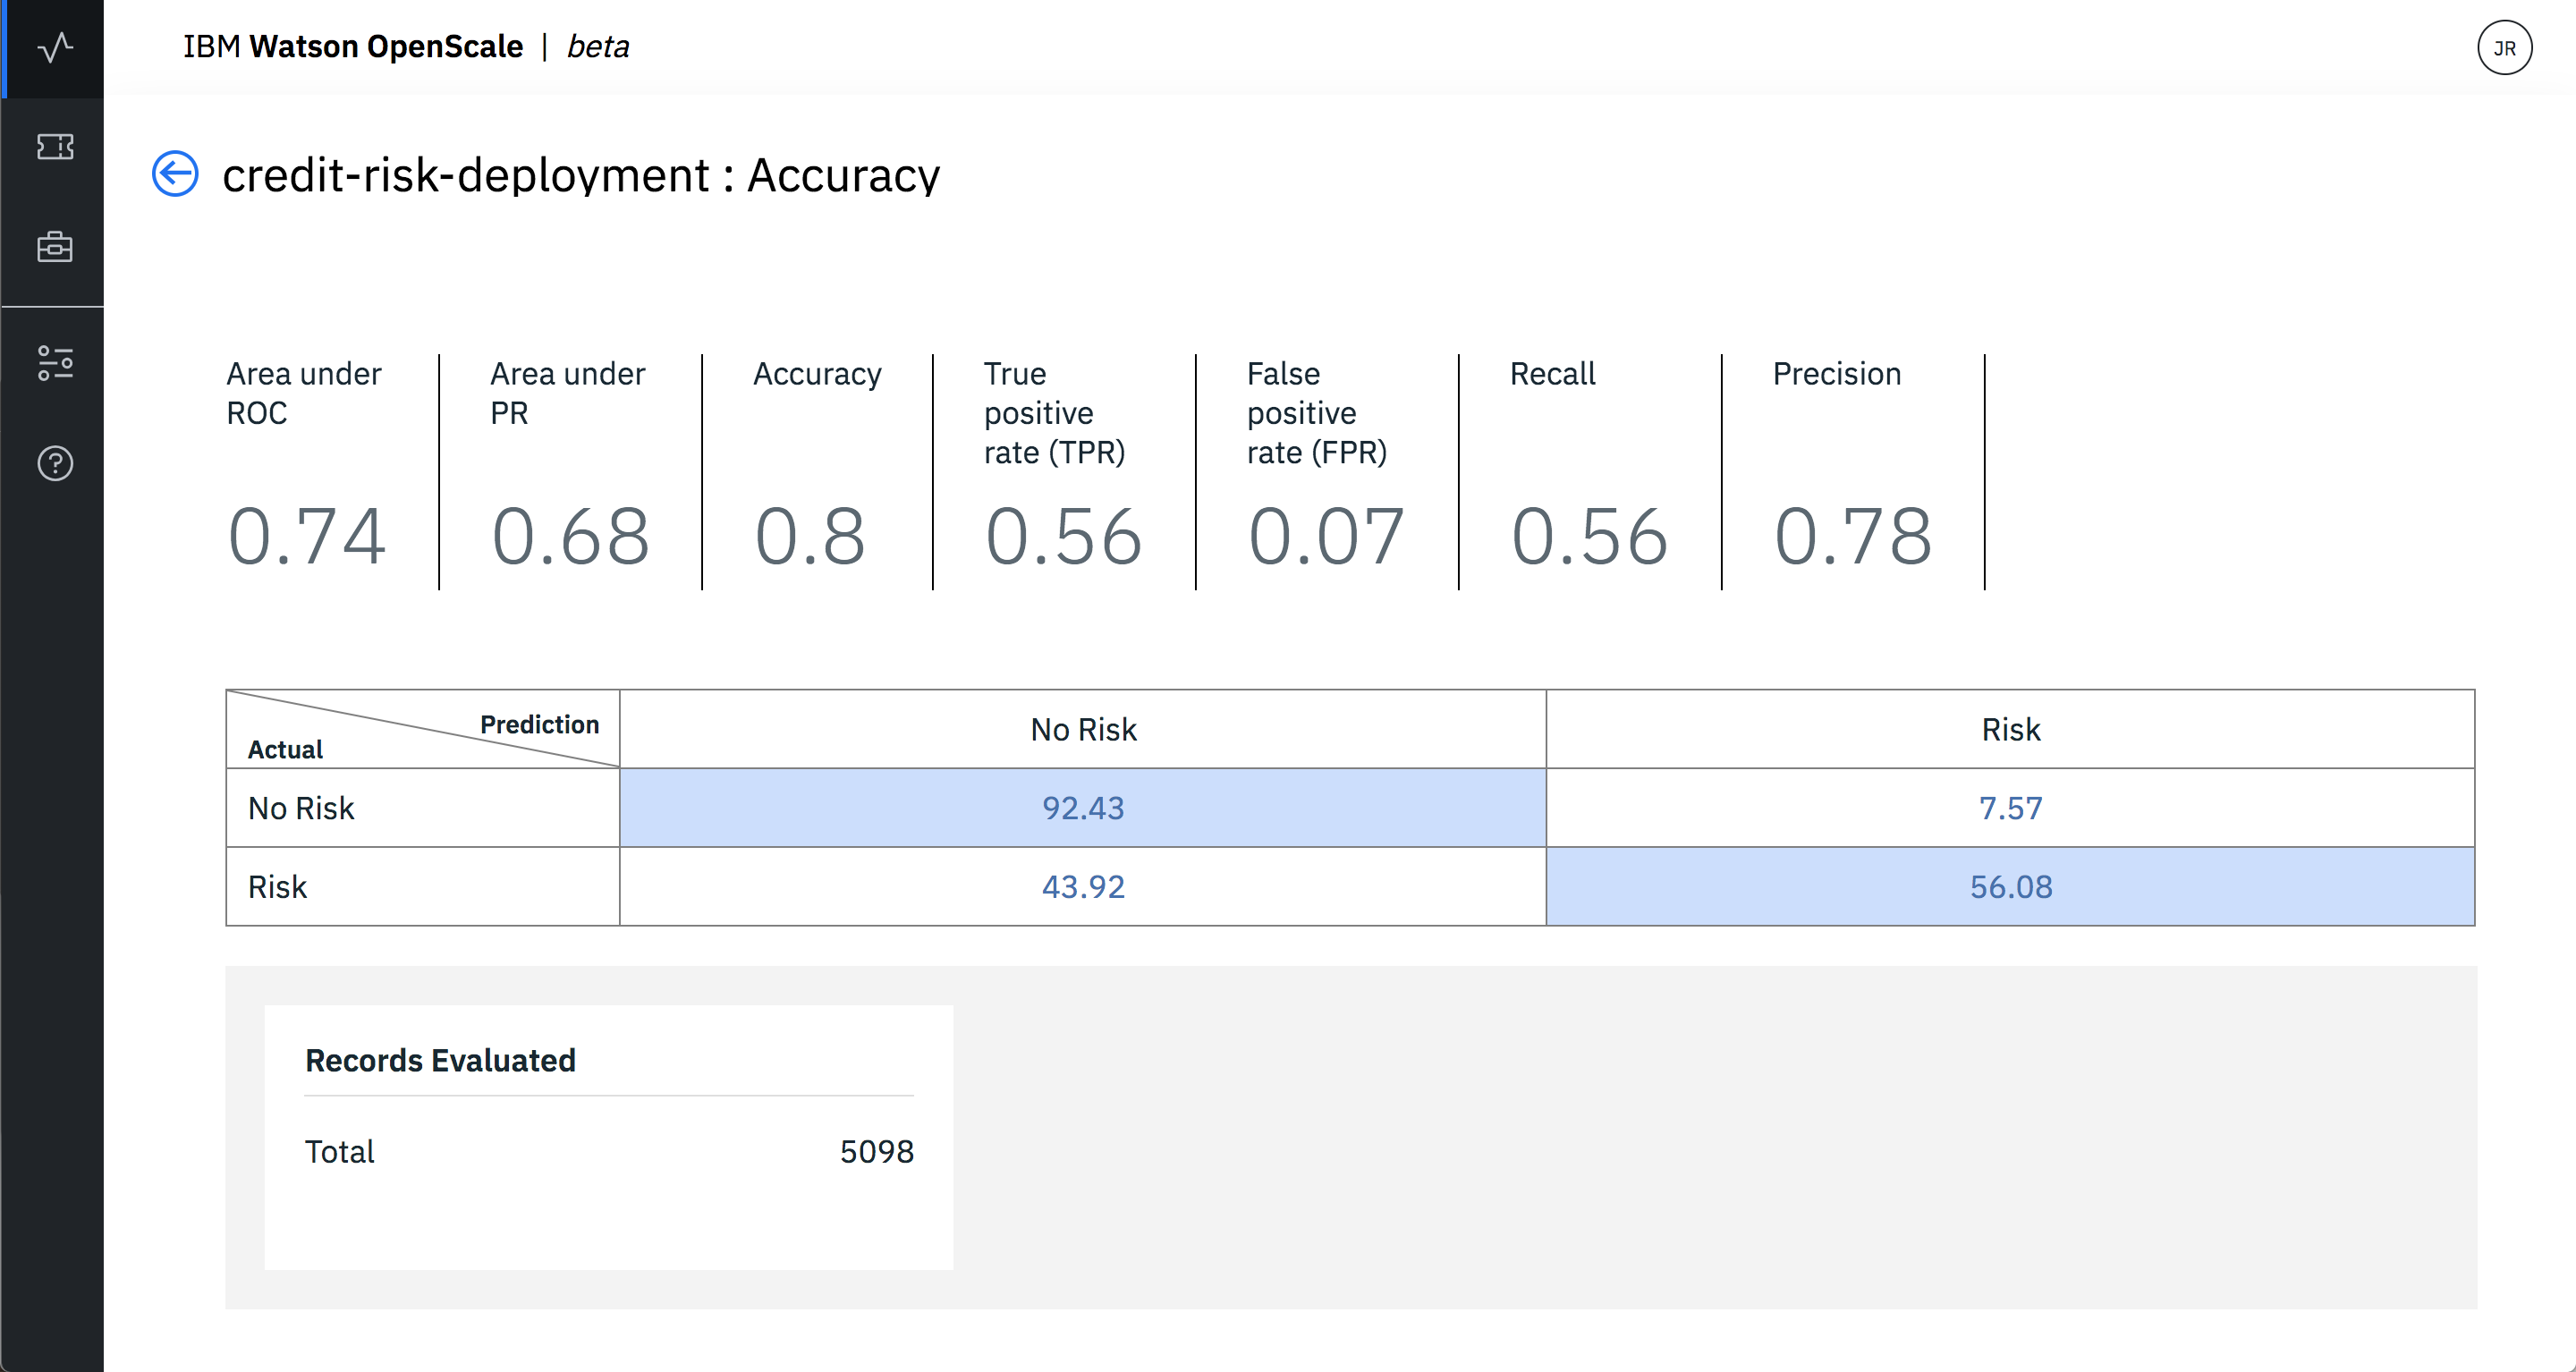 IBM Watson OpenScale | beta
JR
credit-risk-deployment : Accuracy
Area under
ROC
0.74
Area under
PR
0.68
Accuracy
0.8
True
positive
rate (TPR)
0.56
False
positive
rate (FPR)
0.07
Recall
0.56
Precision
0.78
Prediction
Actual
No Risk
Risk
No Risk
92.43
7.57
Risk
43.92
56.08
Records Evaluated
Total
5098